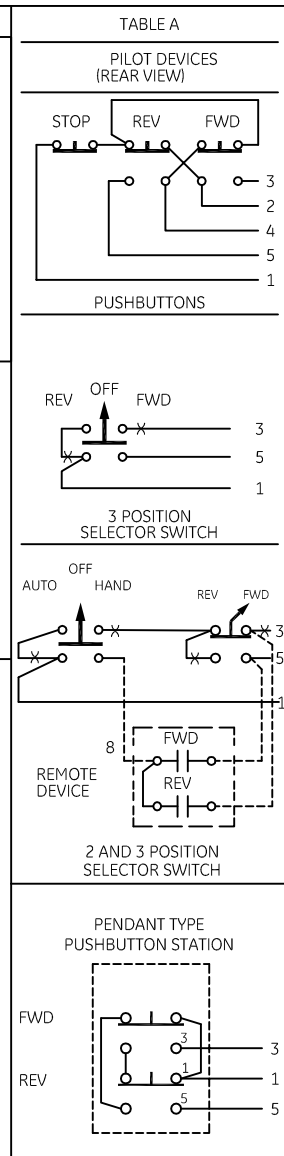 TABLE A
PILOT DEVICES
(REAR VIEW)
STOP REV FWD
3
2
4
5
1
PUSHBUTTONS
OFF
REV FWD
3
5
1
3 POSITION
SELECTOR SWITCH
OFF
AUTO HAND REV FWD
3
5
1
8 FWD
REMOTE
DEVICE
REV
2 AND 3 POSITION
SELECTOR SWITCH
PENDANT TYPE
PUSHBUTTON STATION
FWD
3 3
REV 1 1
5 5